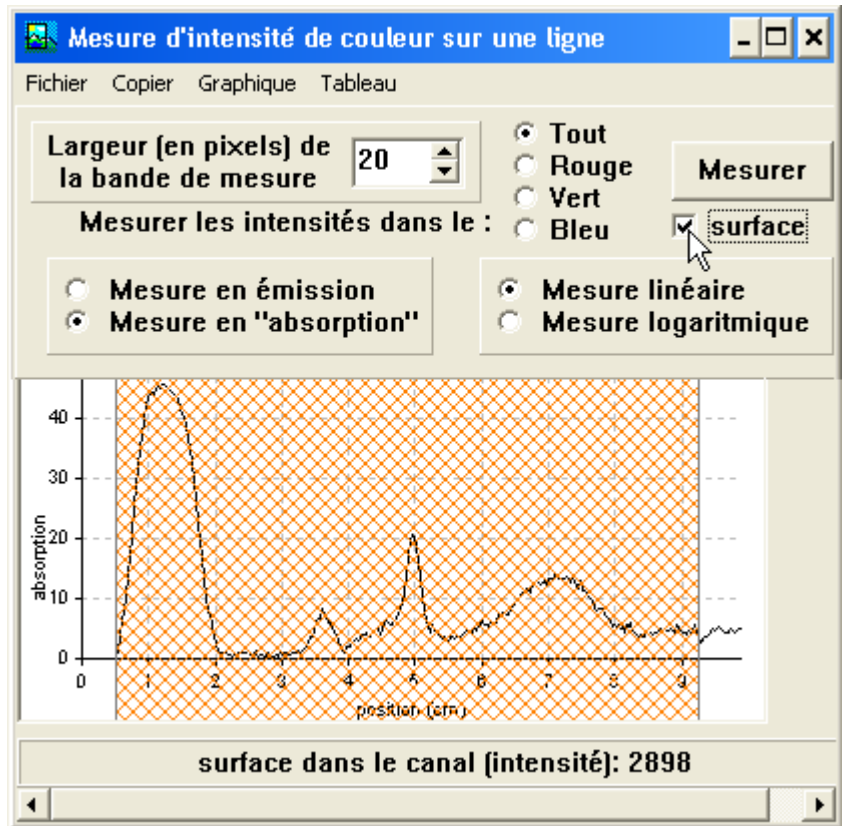 Mesure d'intensité de couleur sur une ligne
Fichier Copier Graphique Tableau
Largeur (en pixels) de
la bande de mesure
20
Tout
Rouge
Vert
Bleu
Mesurer
Mesurer les intensités dans le :
surface
Mesure en émission
Mesure en "absorption"
Mesure linéaire
Mesure logaritmique
40
30
20
10
0
absorption
0 1 2 3 4 5 6 7 8 9
position (cm)
surface dans le canal (intensité): 2898